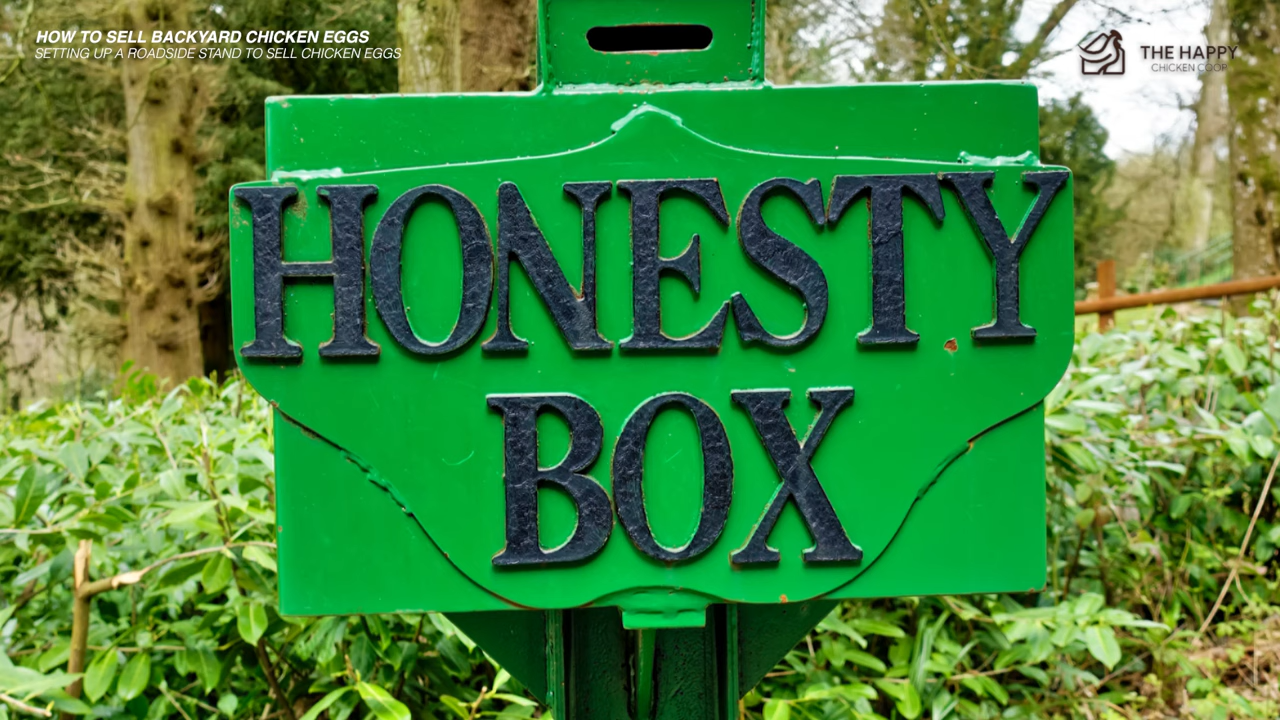 HOW TO SELL BACKYARD CHICKEN EGGS
SETTING UP A ROADSIDE STAND TO SELL CHICKEN EGGS
THE HAPPY
CHICKEN COOP
HONESTY
BOX